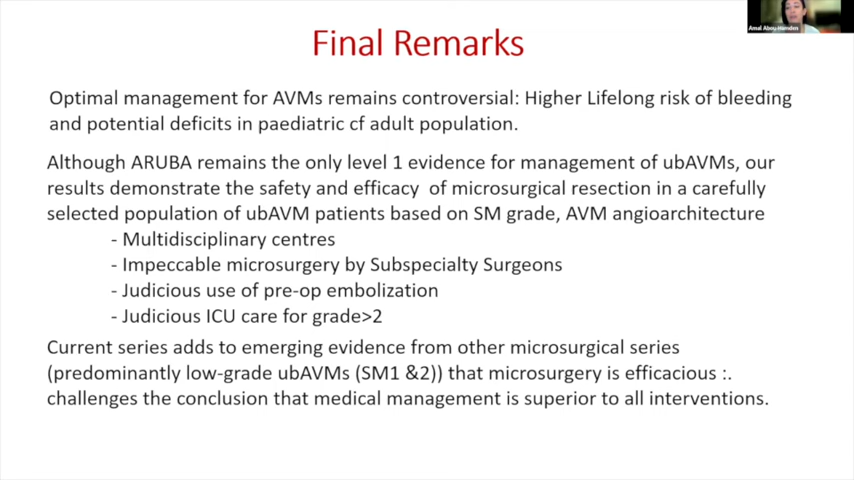 Final Remarks
Amal Abou-Hamden
Optimal management for AVMs remains controversial: Higher Lifelong risk of bleeding
and potential deficits in paediatric cf adult population.
Although ARUBA remains the only level 1 evidence for management of ubAVMs, our
results demonstrate the safety and efficacy of microsurgical resection in a carefully
selected population of ubAVM patients based on SM grade, AVM angioarchitecture
- Multidisciplinary centres
- Impeccable microsurgery by Subspecialty Surgeons
- Judicious use of pre-op embolization
- Judicious ICU care for grade>2
Current series adds to emerging evidence from other microsurgical series
(predominantly low-grade ubAVMs (SM1 &2)) that microsurgery is efficacious :.
challenges the conclusion that medical management is superior to all interventions.